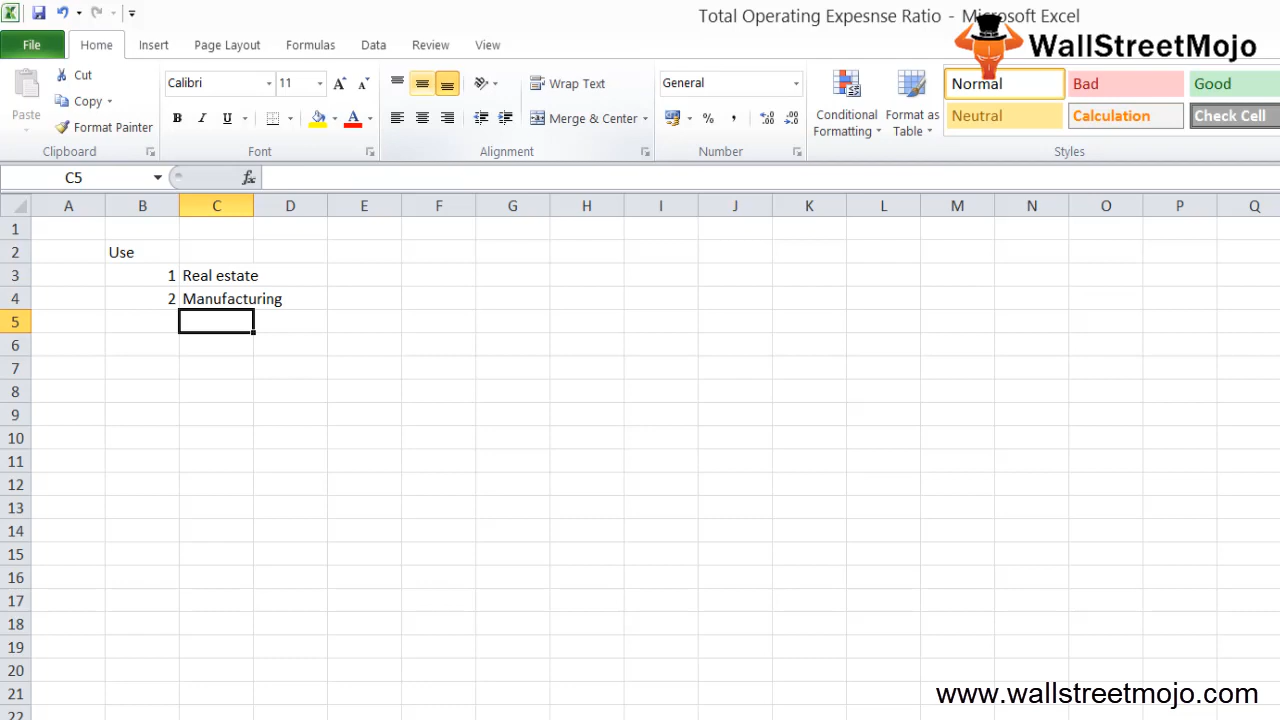 Total Operating Expesnse Ratio - Microsoft Excel
WallStreetMojo
File Home Insert Page Layout Formulas Data Review View
Paste
Cut
Copy
Format Painter
Clipboard
Calibri 11
B I U A
Font
Wrap Text
Merge & Center
Alignment
General
% ,
Number
Conditional
Formatting
Format as
Table
Normal Bad Good
Neutral Calculation Check Cell
Styles
C5 fx
A B C D E F G H I J K L M N O P Q
1
2 Use
3 1 Real estate
4 2 Manufacturing
5
6
7
8
9
10
11
12
13
14
15
16
17
18
19
20
21
22
www.wallstreetmojo.com